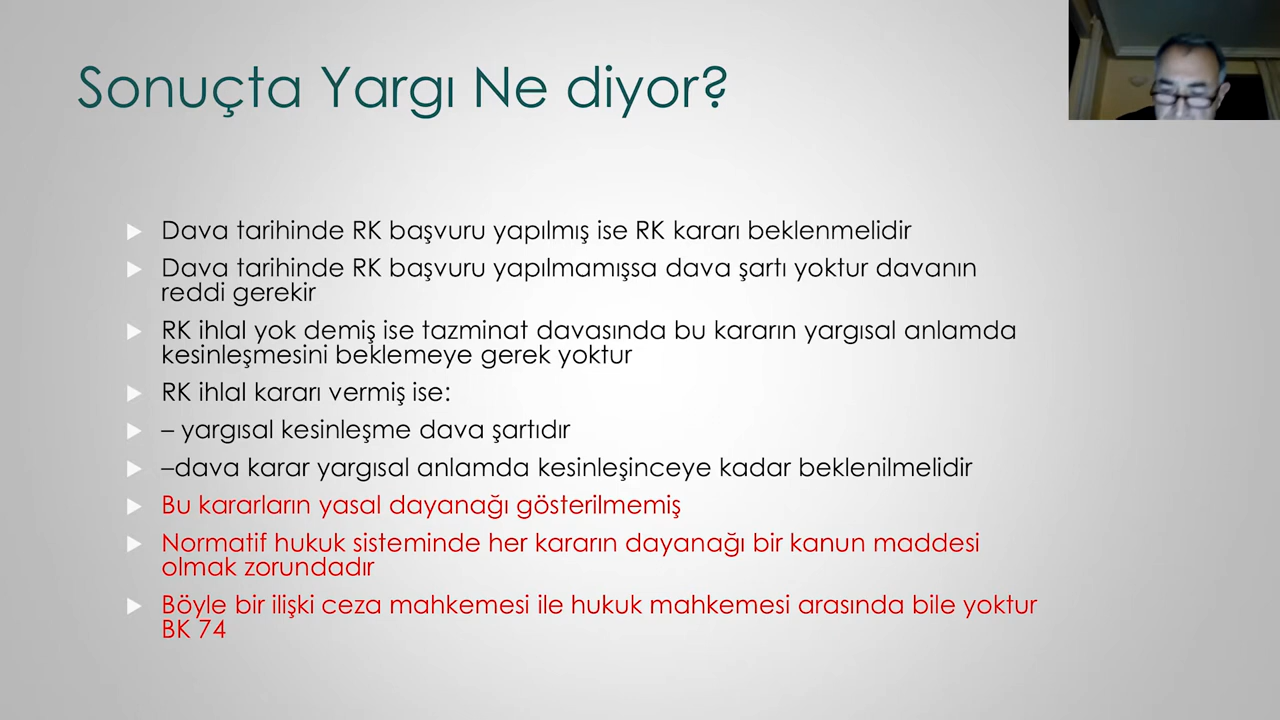 Sonuçta Yargı Ne diyor?
Dava tarihinde RK başvuru yapılmış ise RK kararı beklenmelidir
Dava tarihinde RK başvuru yapılmamışsa dava şartı yoktur davanın
reddi gerekir
RK ihlal yok demiş ise tazminat davasında bu kararın yargısal anlamda
kesinleşmesini beklemeye gerek yoktur
RK ihlal kararı vermiş ise:
– yargısal kesinleşme dava şartıdır
–dava karar yargısal anlamda kesinleşinceye kadar beklenilmelidir
Bu kararların yasal dayanağı gösterilmemiş
Normatif hukuk sisteminde her kararın dayanağı bir kanun maddesi
olmak zorundadır
Böyle bir ilişki ceza mahkemesi ile hukuk mahkemesi arasında bile yoktur
BK 74